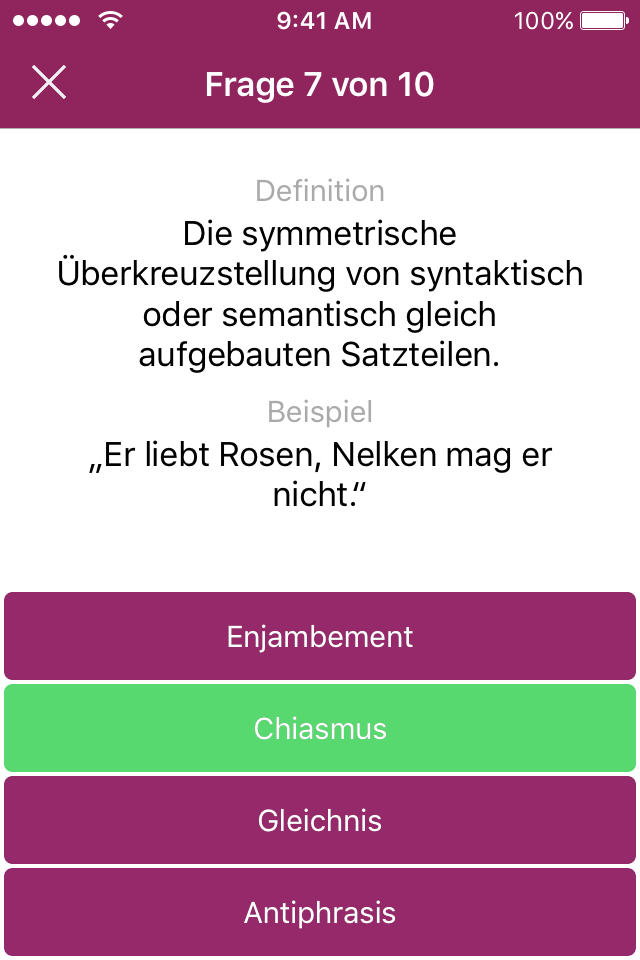 9:41 AM
100%
Frage 7 von 10
Definition
Die symmetrische
Überkreuzstellung von syntaktisch
oder semantisch gleich
aufgebauten Satzteilen.
Beispiel
„Er liebt Rosen, Nelken mag er
nicht.“
Enjambement
Chiasmus
Gleichnis
Antiphrasis